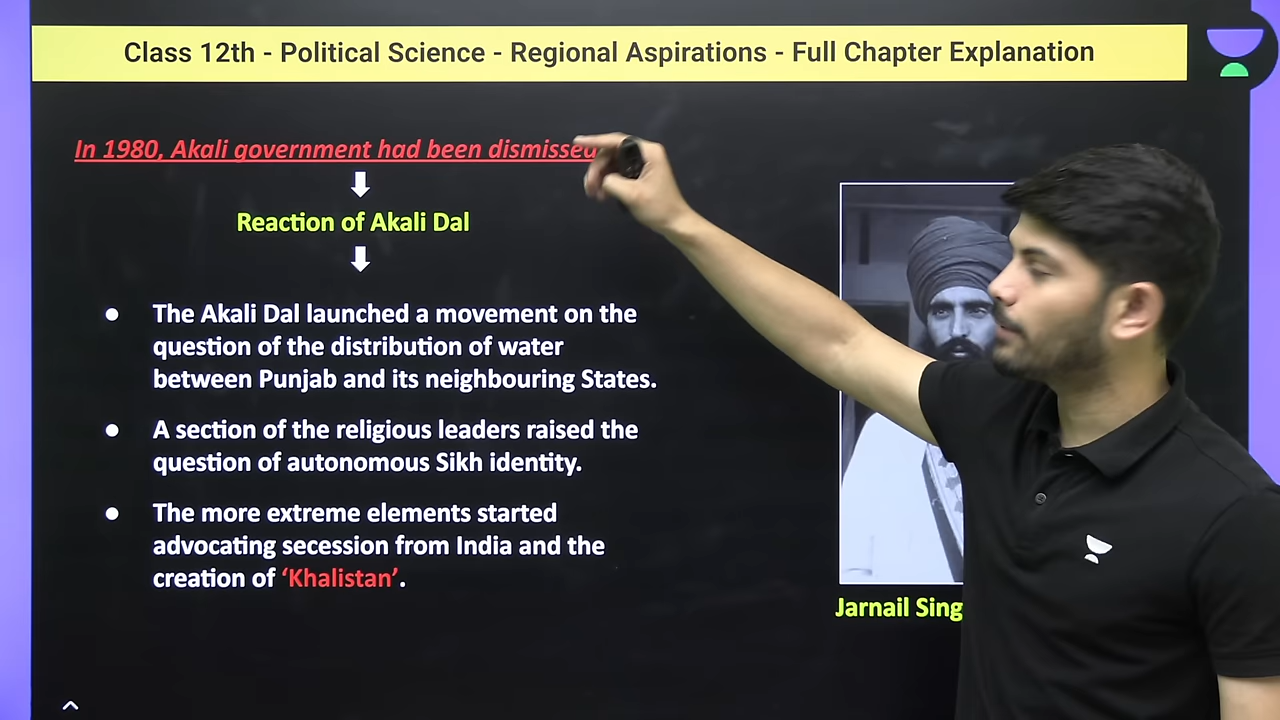 Class 12th - Political Science - Regional Aspirations - Full Chapter Explanation
In 1980, Akali government had been dismissed
Reaction of Akali Dal
● The Akali Dal launched a movement on the
question of the distribution of water
between Punjab and its neighbouring States.
● A section of the religious leaders raised the
question of autonomous Sikh identity.
● The more extreme elements started
advocating secession from India and the
creation of ‘Khalistan’.
Jarnail Sing